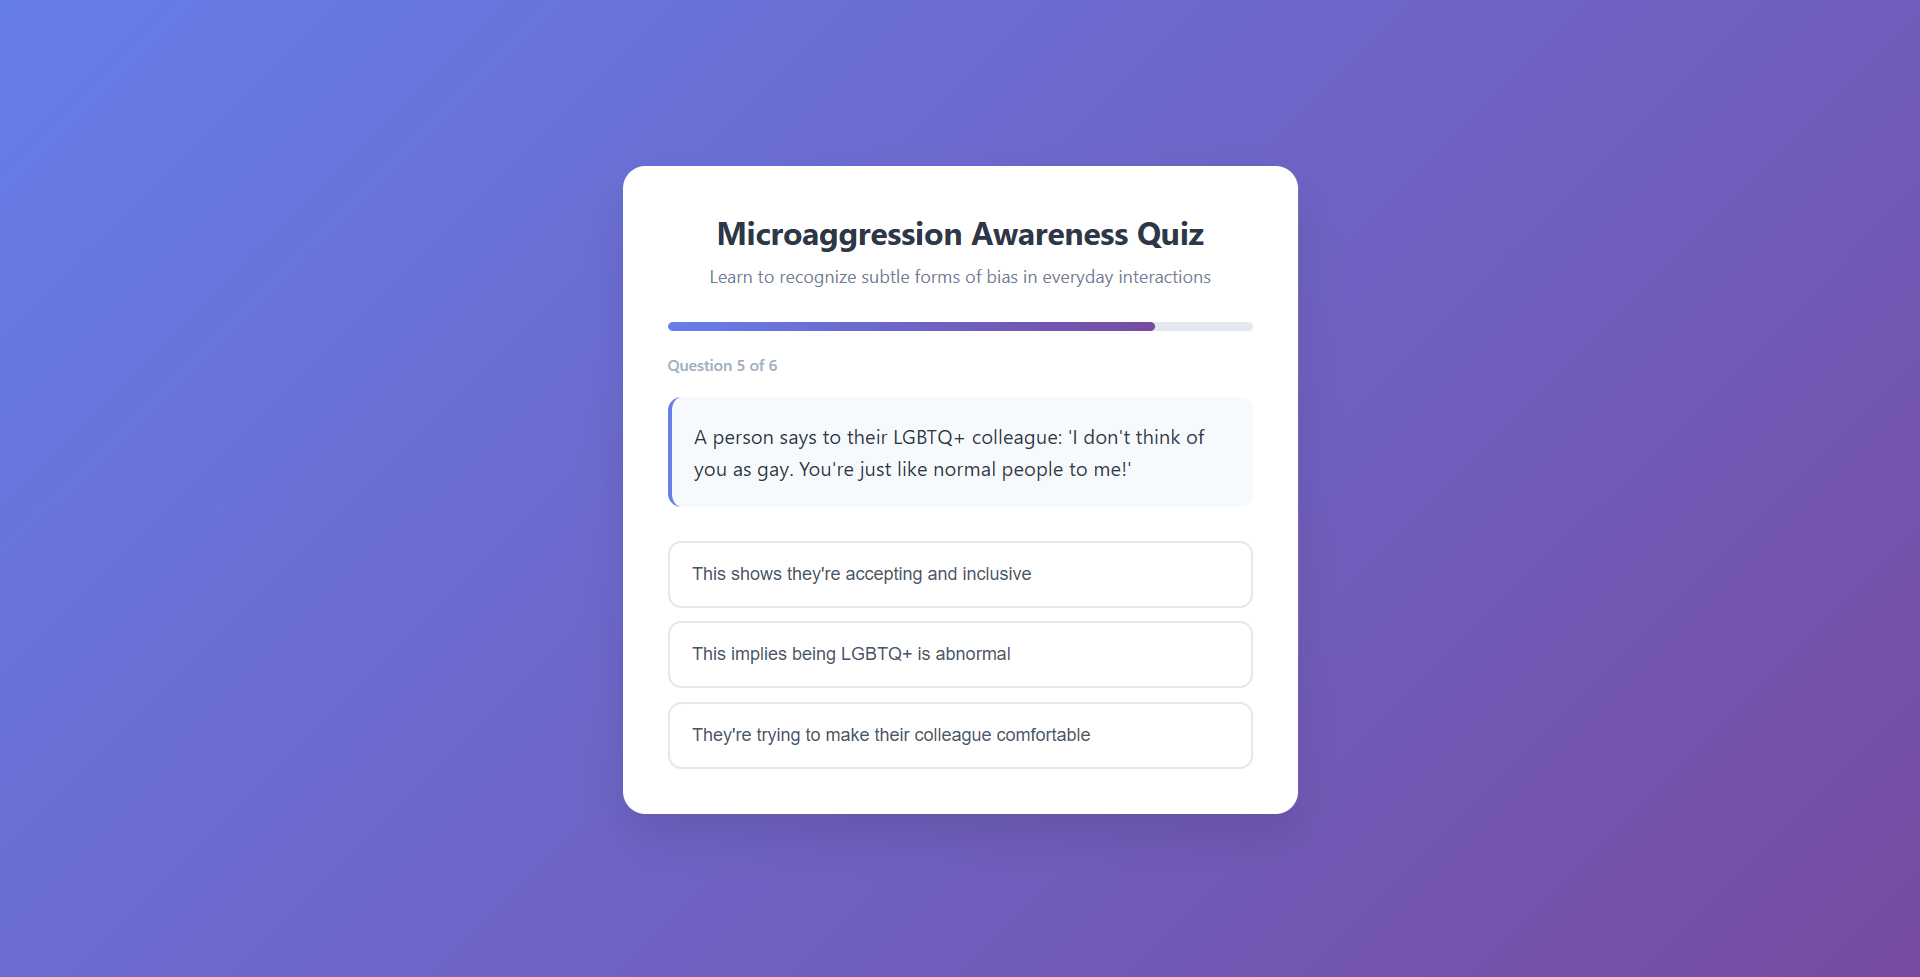 Microaggression Awareness Quiz
Learn to recognize subtle forms of bias in everyday interactions
Question 5 of 6
A person says to their LGBTQ+ colleague: 'I don't think of
you as gay. You're just like normal people to me!'
This shows they're accepting and inclusive
This implies being LGBTQ+ is abnormal
They're trying to make their colleague comfortable